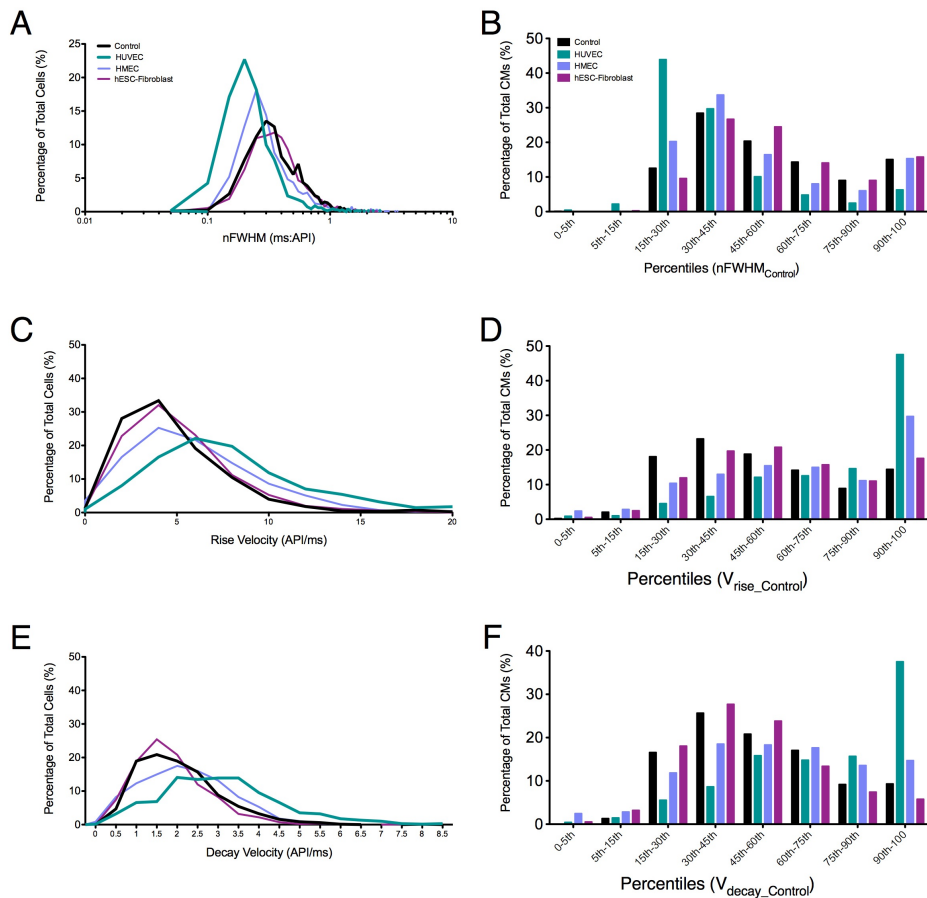 A
Percentage of Total Cells (%)
25
20
15
10
5
0
0.01
0.1
1
10
nFWHM (ms:API)
Control
HUVEC
HMEC
hESC-Fibroblast
B
Percentage of Total CMs (%)
50
40
30
20
10
0
0-5th
5th-15th
15th-30th
30th-45th
45th-60th
60th-75th
75th-90th
90th-100
Percentiles (nFWHMControl)
Control
HUVEC
HMEC
hESC-Fibroblast
C
Percentage of Total Cells (%)
50
40
30
20
10
0
0
5
10
15
20
Rise Velocity (API/ms)
D
Percentage of Total CMs (%)
50
40
30
20
10
0
0-5th
5th-15th
15th-30th
30th-45th
45th-60th
60th-75th
75th-90th
90th-100
Percentiles (Vrise_Control)
E
Percentage of Total Cells (%)
50
40
30
20
10
0
0
0.5
1
1.5
2
2.5
3
3.5
4
4.5
5
5.5
6
6.5
7
7.5
8
8.5
Decay Velocity (API/ms)
F
Percentage of Total CMs (%)
40
30
20
10
0
0-5th
5th-15th
15th-30th
30th-45th
45th-60th
60th-75th
75th-90th
90th-100
Percentiles (Vdecay_Control)